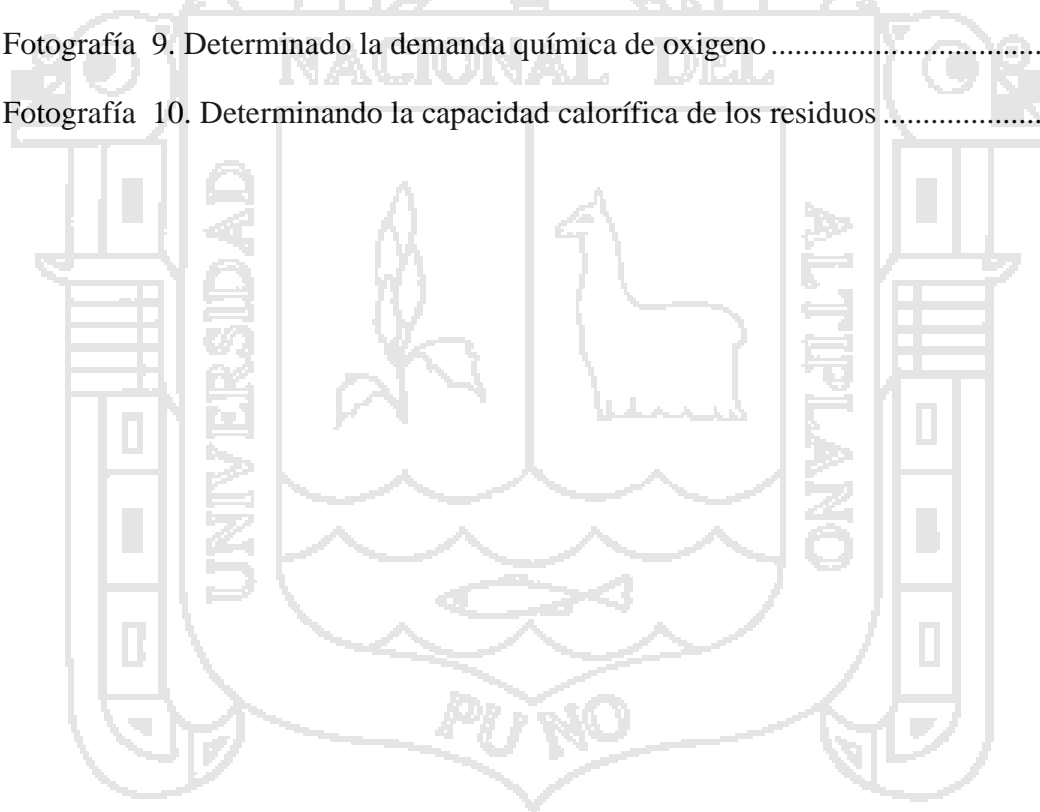 Fotografía 9. Determinado la demanda química de oxigeno..................................
NACIONAL DEL
Fotografía 10. Determinando la capacidad calorífica de los residuos....................
UNIVERSIDAD
ALTIPLANO
PUNO